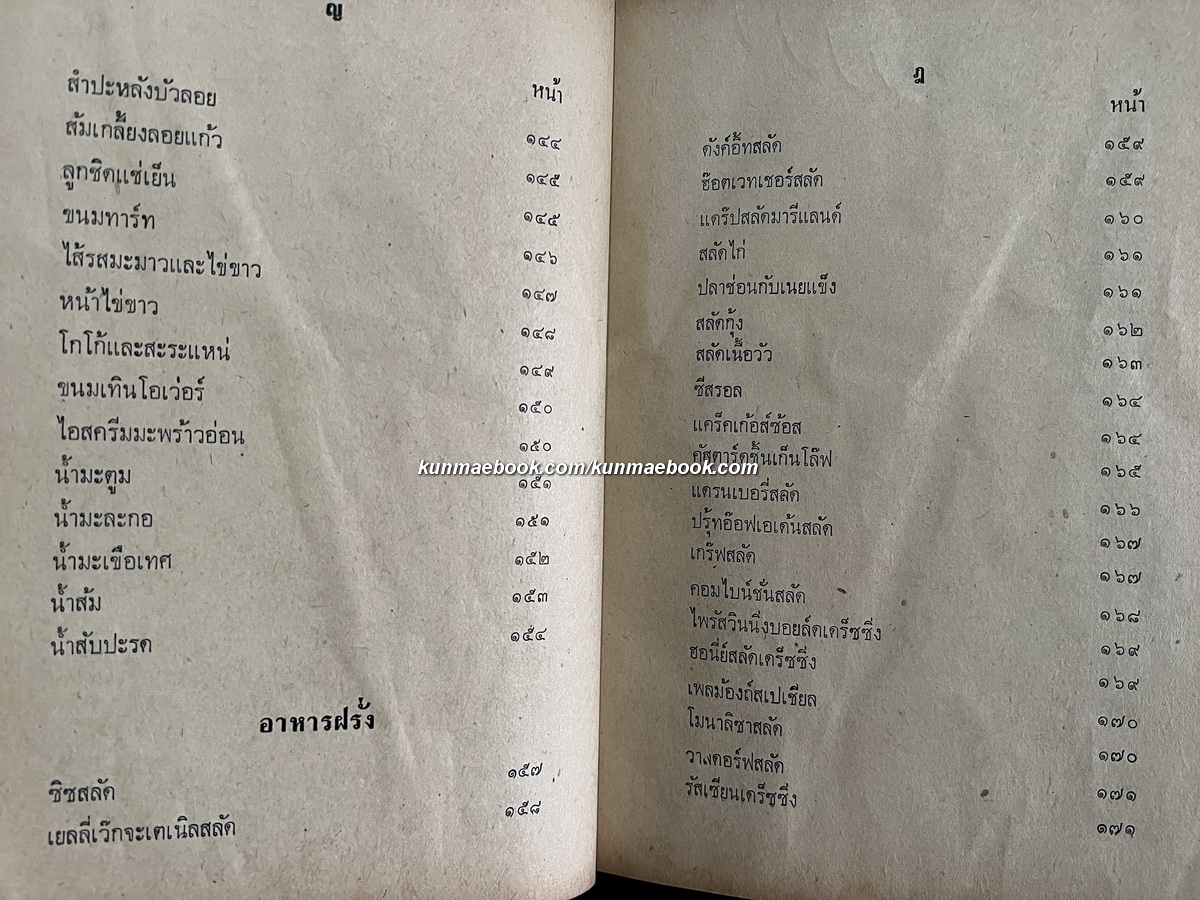 ญ
หน้า
สำปะหลังบัวลอย ๑๔๔
ส้มเกลี้ยงลอยแก้ว ๑๔๕
ลูกชิดแช่เย็น ๑๔๕
ขนมทาร์ท ๑๔๖
ไส้รสมะมาวและไข่ขาว ๑๔๗
หน้าไข่ขาว ๑๔๘
โกโก้และสะระแหน่ ๑๔๙
ขนมเทินโอเว่อร์ ๑๕๐
ไอสครีมมะพร้าวอ่อน ๑๕๐
น้ำมะตูม ๑๕๑
น้ำมะละกอ ๑๕๑
น้ำมะเขือเทศ ๑๕๒
น้ำส้ม ๑๕๓
น้ำสับปะรด ๑๕๔
อาหารฝรั่ง
ชิซสลัด ๑๕๗
เยลลี่เว๊กจะเตเนิลสลัด ๑๕๘
ฎ
หน้า
ดังค์อ๊ิทสลัด ๑๕๙
ฮ๊อตเวทเชอร์สลัด ๑๕๙
แคร๊ปสลัดมารีแลนด์ ๑๖๐
สลัดไก่ ๑๖๑
ปลาช่อนกับเนยแข็ง ๑๖๑
สลัดกุ้ง ๑๖๒
สลัดเนื้อวัว ๑๖๓
ชีสรอล ๑๖๔
แคร็คเก้อส์ซ้อส ๑๖๔
คัสตาร์ดชิ้นเก็นโล๊ฟ ๑๖๕
แครนเบอรี่สลัด ๑๖๖
ปรุ้ทอ๊อฟเอเด้นสลัด ๑๖๗
เกร๊ฟสลัด ๑๖๗
คอมไบน์ชั่นสลัด ๑๖๘
ไพรัสวินนิ่งบอยล์ดเดร็ซซิ่ง ๑๖๙
ฮอนี่ย์สลัดเดร็ซซิ่ง ๑๖๙
เพลม้องถ์สเปเชียล ๑๗๐
โมนาลิซาสลัด ๑๗๐
วาลดอร์ฟสลัด ๑๗๑
รัสเซียนเดร็ซซิ่ง ๑๗๑
kunmaebook.com/kunmaebook.com